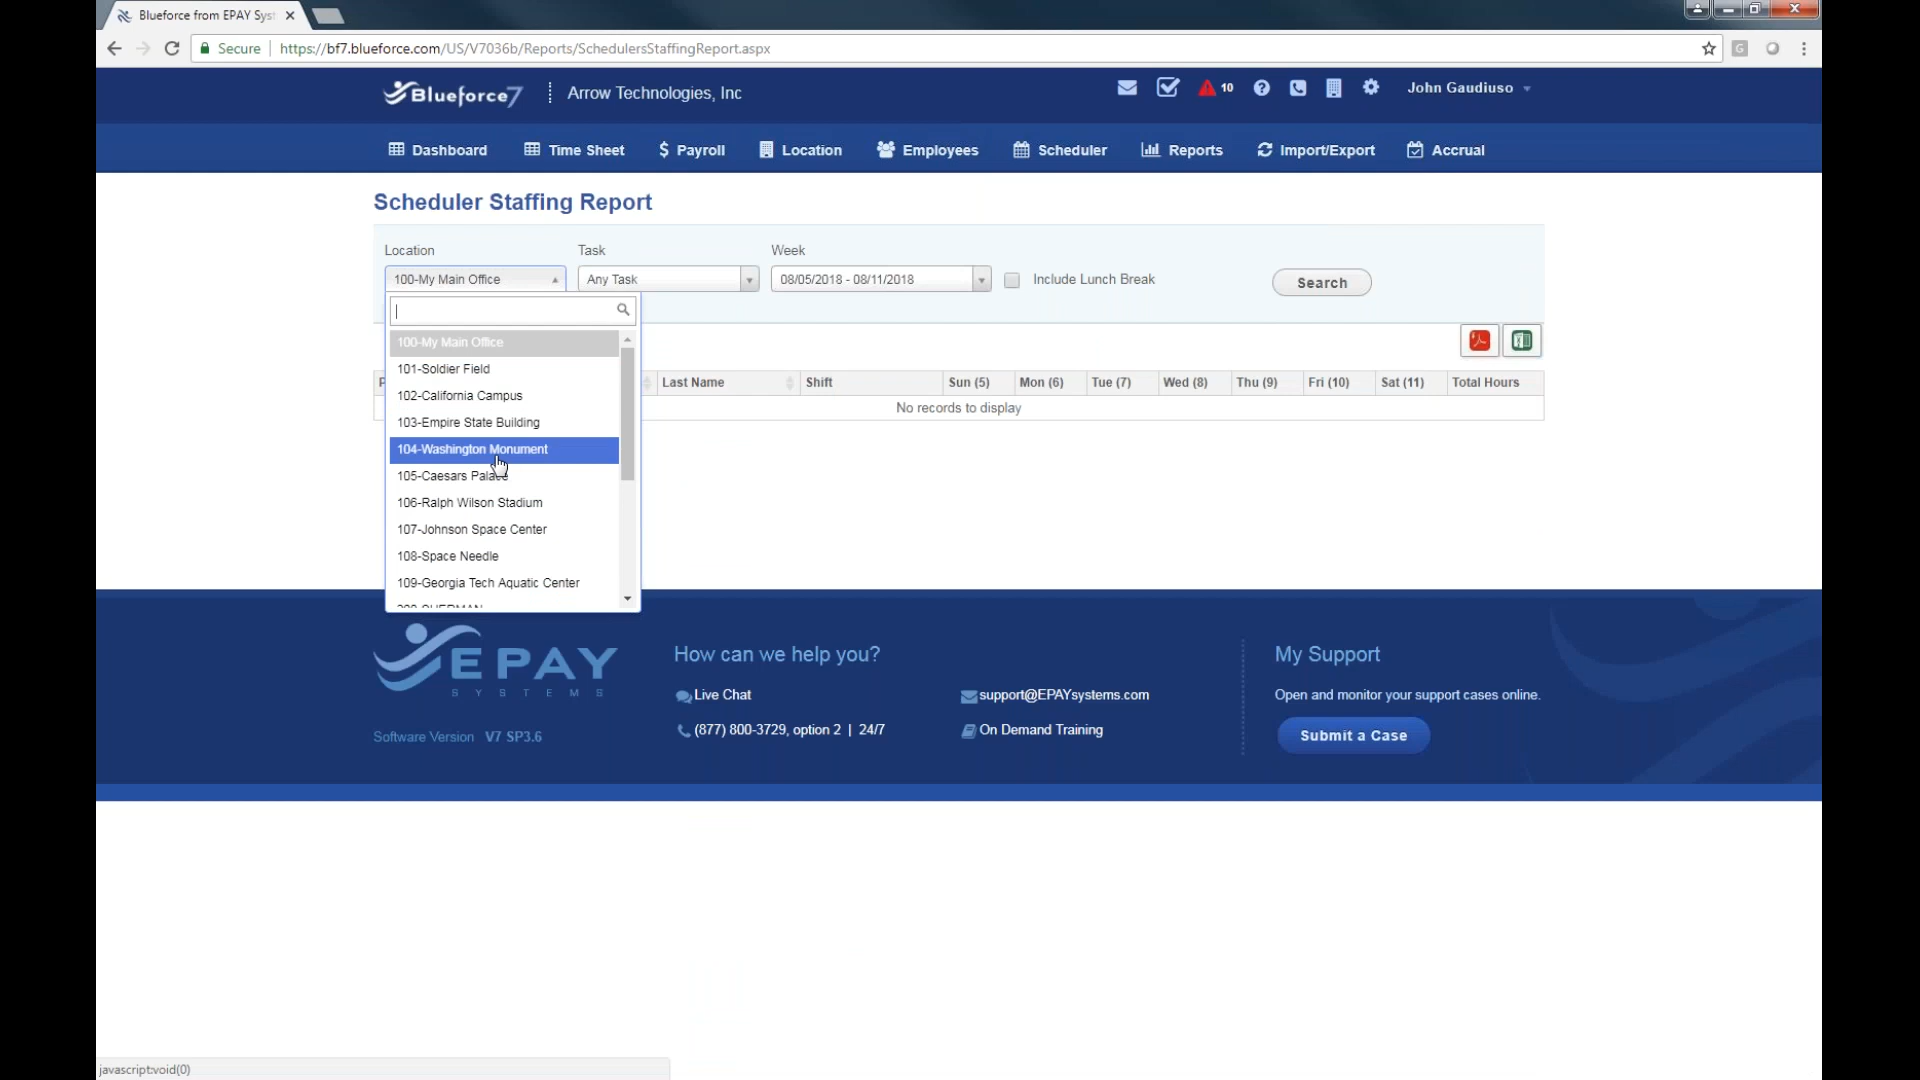 Blueforce from EPAY Sys
Secure https://bf7.blueforce.com/US/V7036b/Reports/SchedulersStaffingReport.aspx
Blueforce7 Arrow Technologies, Inc 10 John Gaudiuso
Dashboard Time Sheet Payroll Location Employees Scheduler Reports Import/Export Accrual
Scheduler Staffing Report
Location Task Week
100-My Main Office Any Task 08/05/2018 - 08/11/2018 Include Lunch Break Search
100-My Main Office
101-Soldier Field
Last Name Shift Sun (5) Mon (6) Tue (7) Wed (8) Thu (9) Fri (10) Sat (11) Total Hours
102-California Campus
No records to display
103-Empire State Building
104-Washington Monument
105-Caesars Palace
106-Ralph Wilson Stadium
107-Johnson Space Center
108-Space Needle
109-Georgia Tech Aquatic Center
EPAY
SYSTEMS
Software Version V7 SP3.6
How can we help you?
Live Chat support@EPAYsystems.com
(877) 800-3729, option 2 | 24/7 On Demand Training
My Support
Open and monitor your support cases online.
Submit a Case
javascript:void(0)